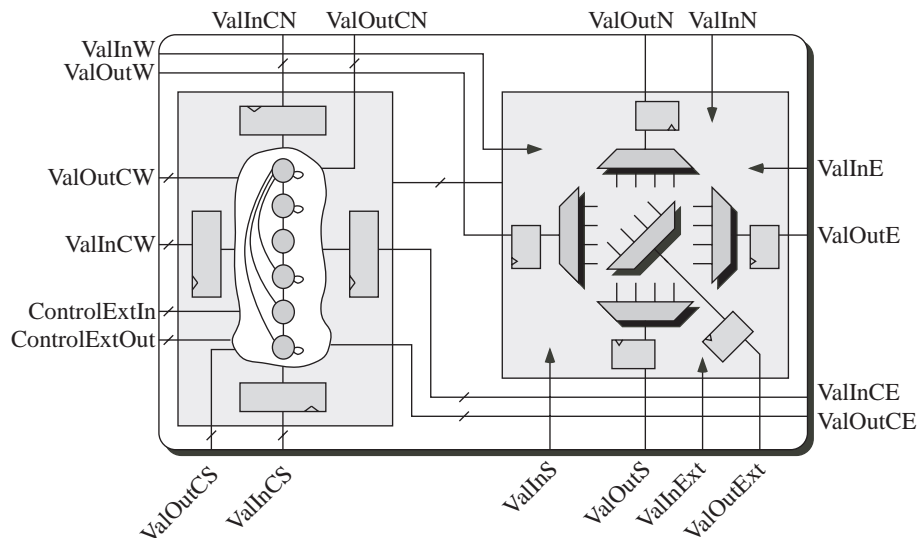 ValInCN
ValOutCN
ValOutN
ValInN
ValInW
ValOutW
ValOutCW
ValInE
ValInCW
ValOutE
ControlExtIn
ControlExtOut
ValInCE
ValOutCE
ValOutCS
ValInCS
ValInS
ValOutS
ValInExt
ValOutExt